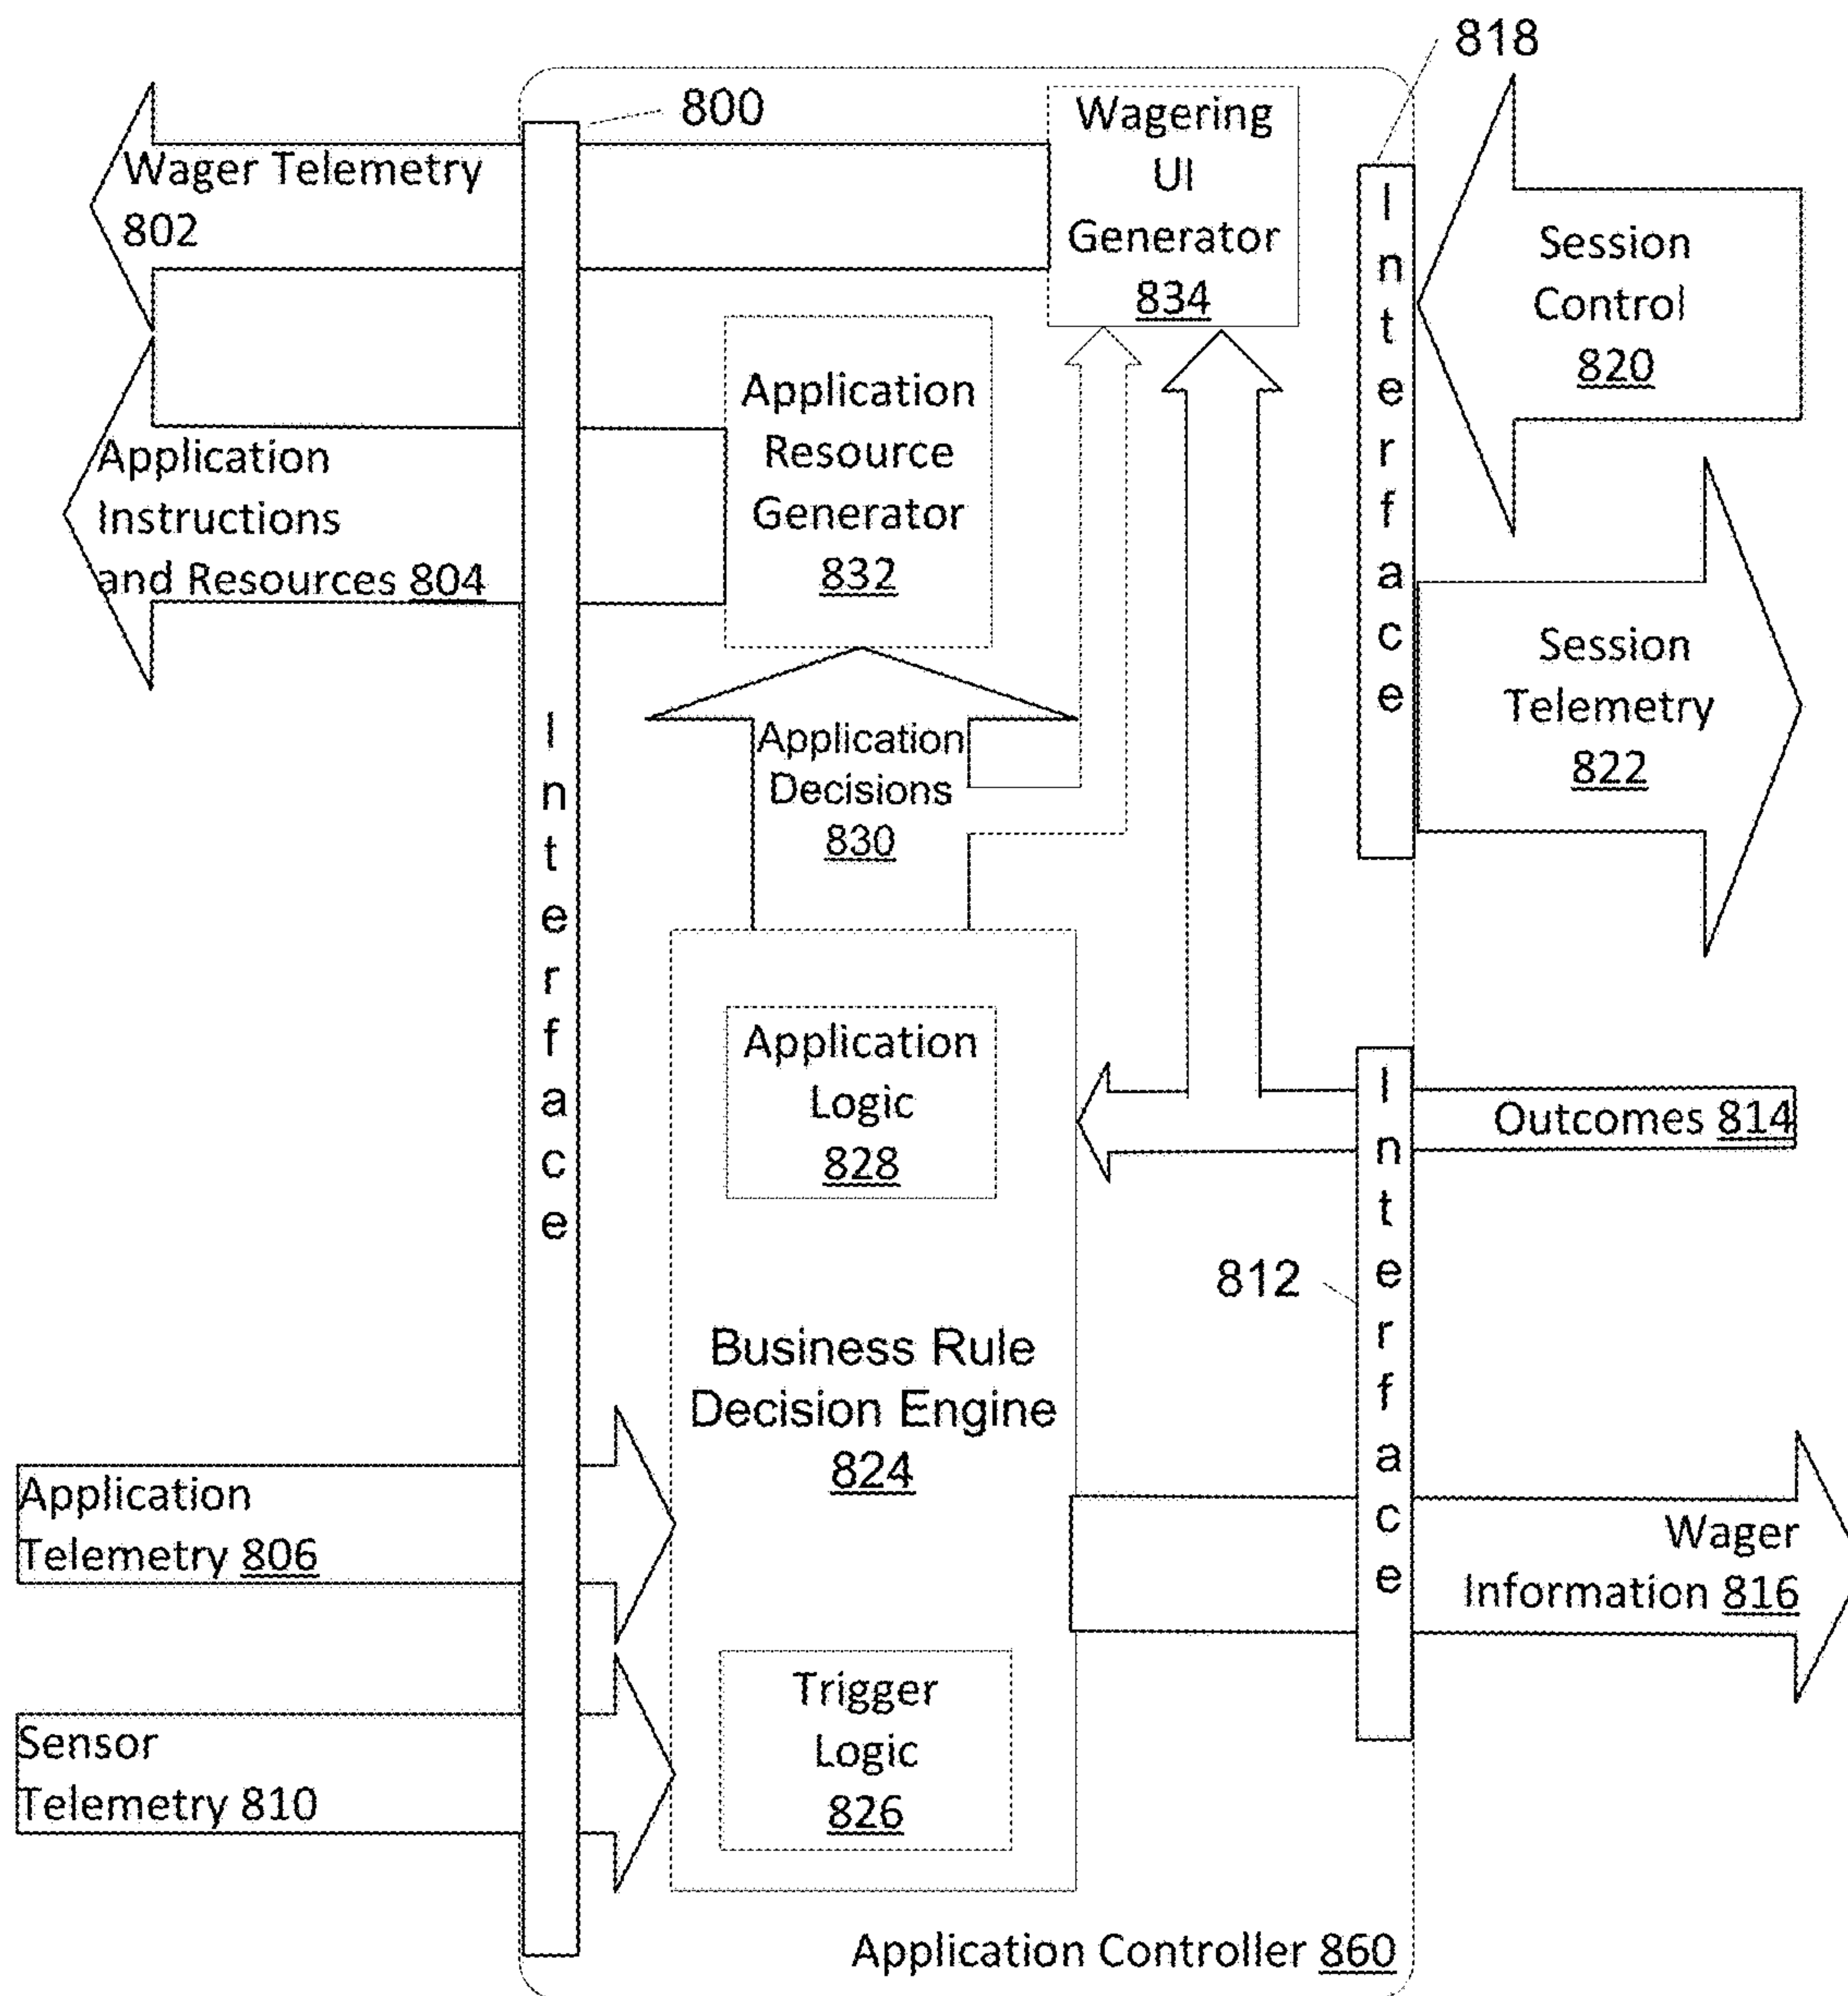 818
800
Wagering
UI
Generator
834
Wager Telemetry
802
Interface
Session
Control
820
Application
Resource
Generator
832
Application
Instructions
and Resources 804
Session
Telemetry
822
Interface
Application
Decisions
830
Application
Logic
828
Outcomes 814
Interface
812
Business Rule
Decision Engine
824
Application
Telemetry 806
Wager
Information 816
Trigger
Logic
826
Sensor
Telemetry 810
Application Controller 860